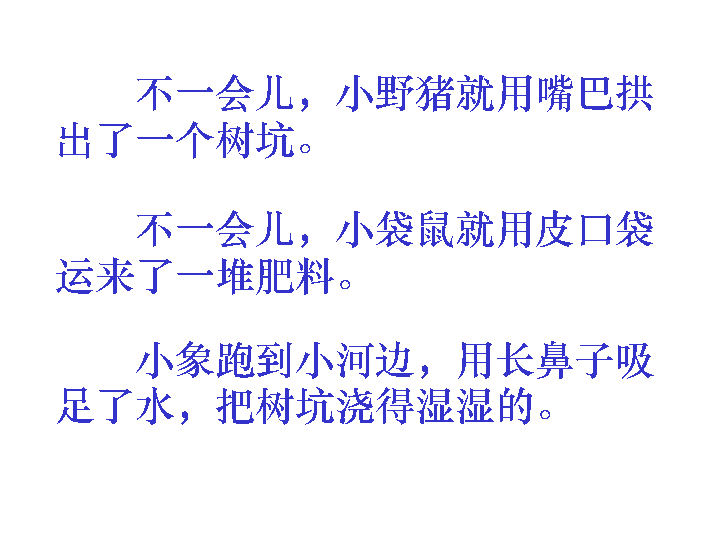 不一会儿，小野猪就用嘴巴拱
出了一个树坑。
不一会儿，小袋鼠就用皮口袋
运来了一堆肥料。
小象跑到小河边，用长鼻子吸
足了水，把树坑浇得湿湿的。